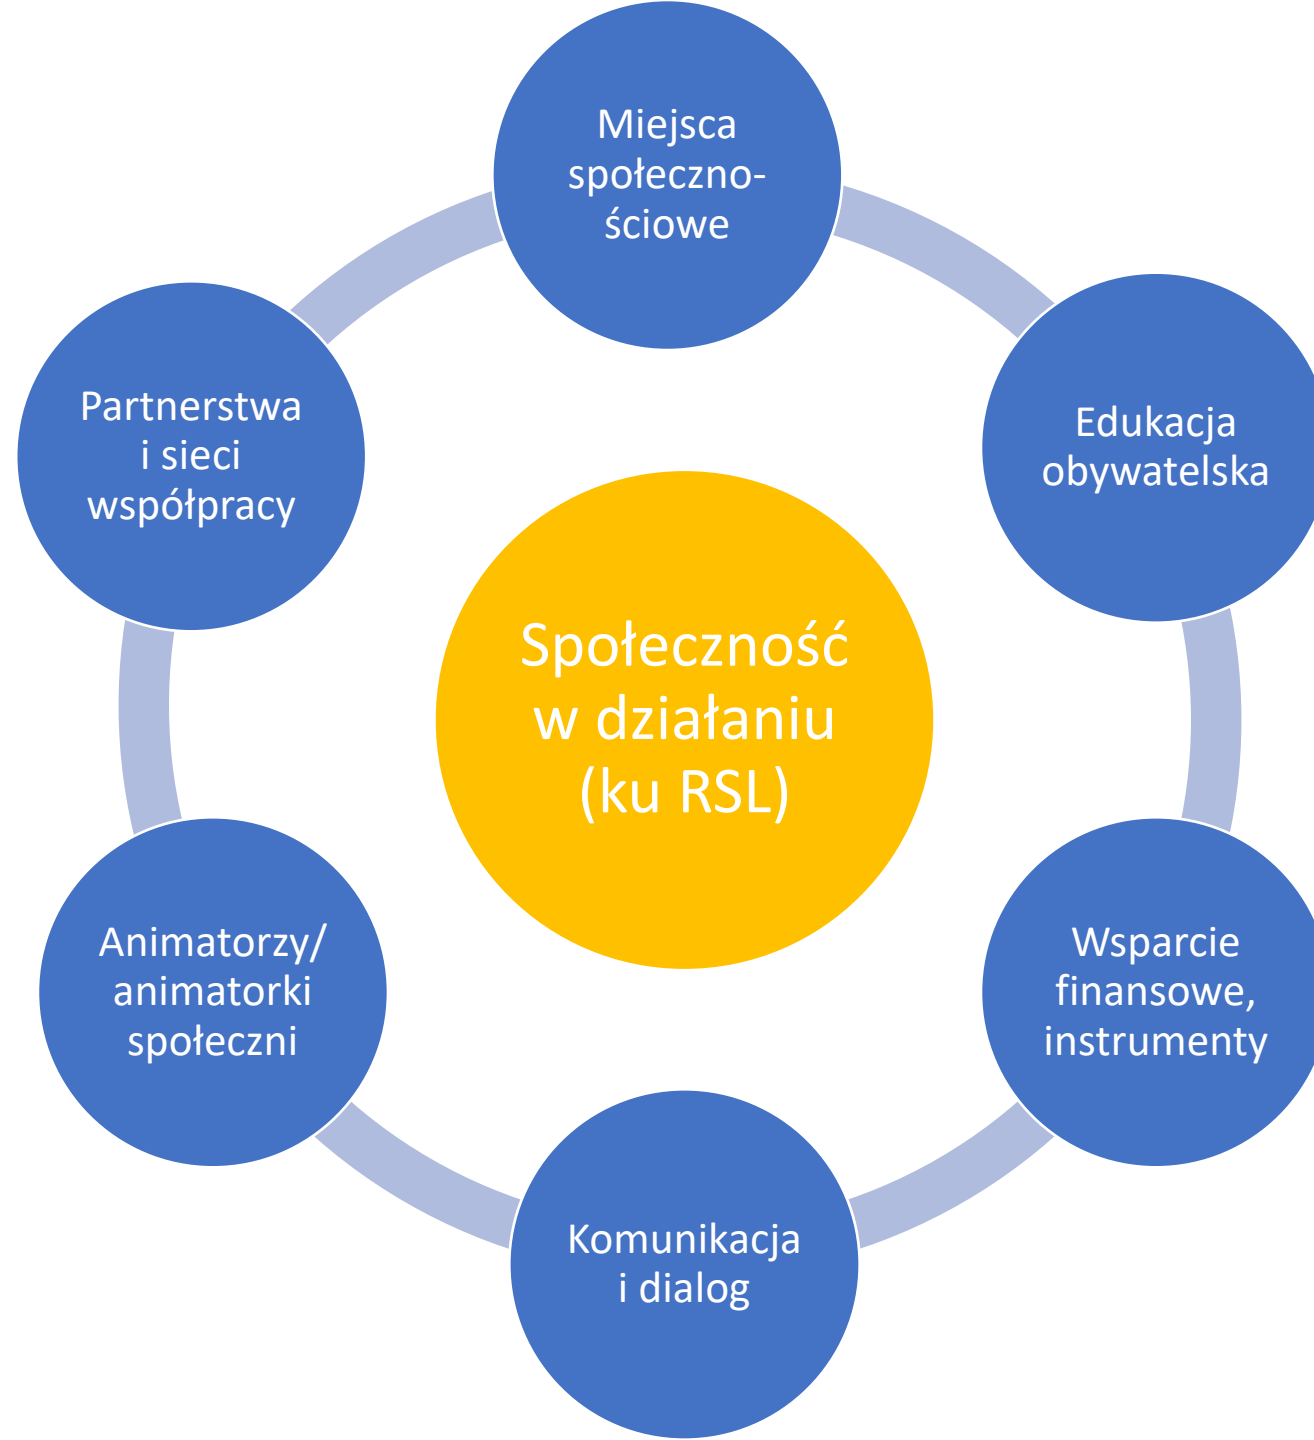 Miejsca
społeczno-
ściowe
Partnerstwa
i sieci
współpracy
Edukacja
obywatelska
Społeczność
w działaniu
(ku RSL)
Animatorzy/
animatorki
społeczni
Wsparcie
finansowe,
instrumenty
Komunikacja
i dialog